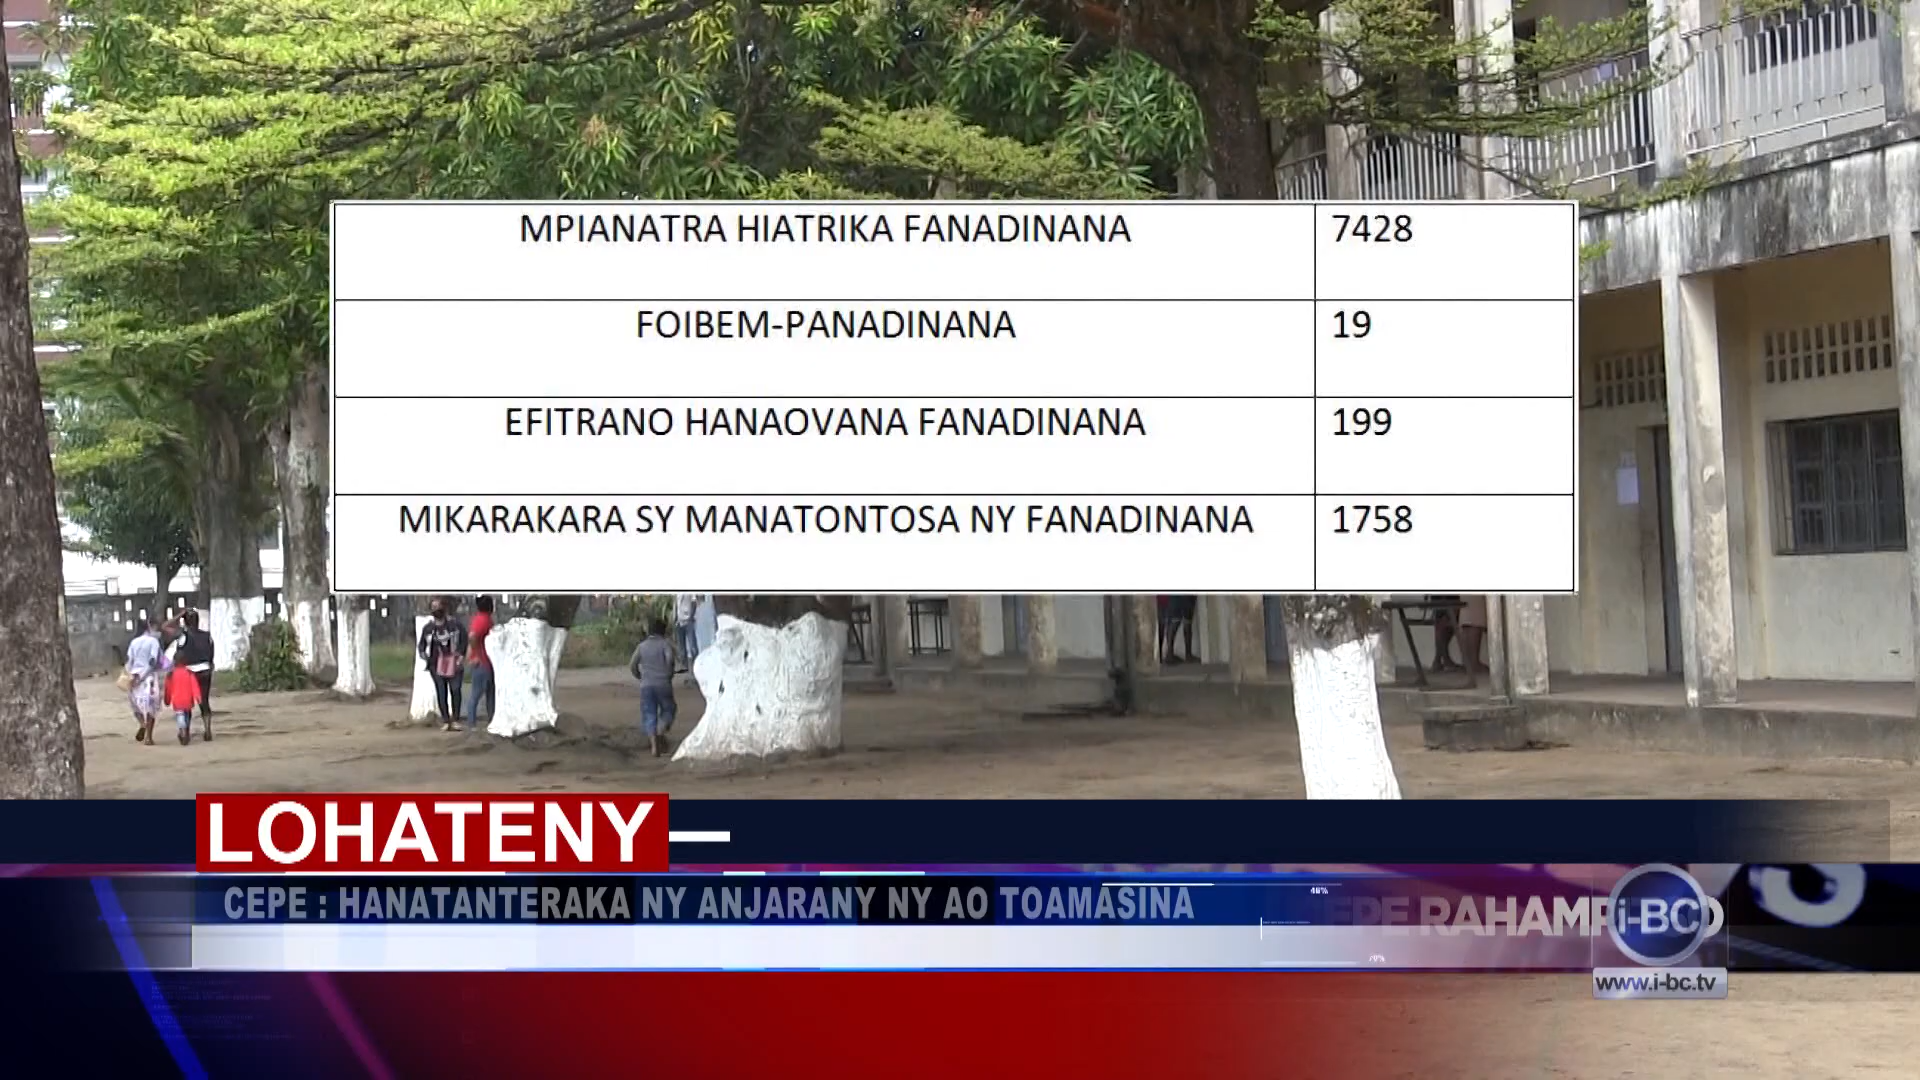 MPIANATRA HIATRIKA FANADINANA 7428
FOIBEM-PANADINANA 19
EFITRANO HANAOVANA FANADINANA 199
MIKARAKARA SY MANATONTOSA NY FANADINANA 1758
LOHATENY
CEPE : HANATANTERAKA NY ANJARANY NY AO TOAMASINA
i-BC
www.i-bc.tv